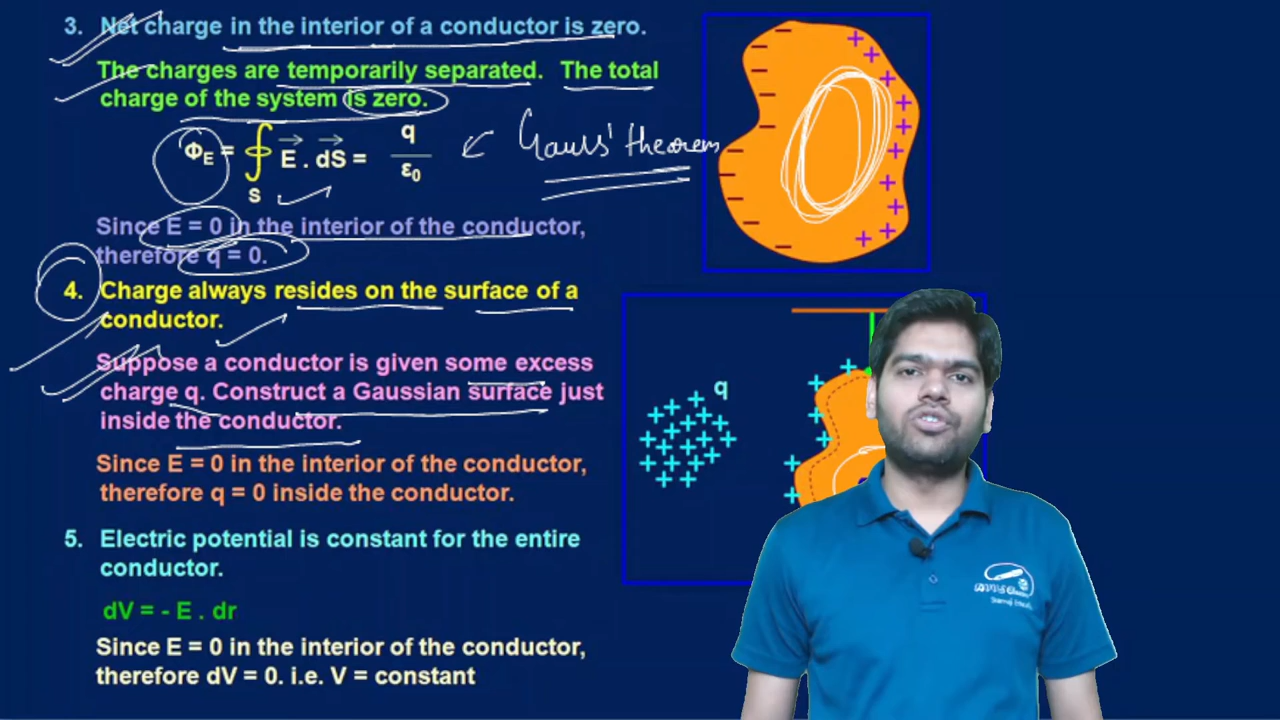 3. Net charge in the interior of a conductor is zero.
The charges are temporarily separated. The total
charge of the system is zero.
ΦE = ∮S E . dS = q / ε0
Gauss' theorem
Since E = 0 in the interior of the conductor,
therefore q = 0.
4. Charge always resides on the surface of a
conductor.
Suppose a conductor is given some excess
charge q. Construct a Gaussian surface just
inside the conductor.
q
Since E = 0 in the interior of the conductor,
therefore q = 0 inside the conductor.
5. Electric potential is constant for the entire
conductor.
dV = - E . dr
Since E = 0 in the interior of the conductor,
therefore dV = 0. i.e. V = constant